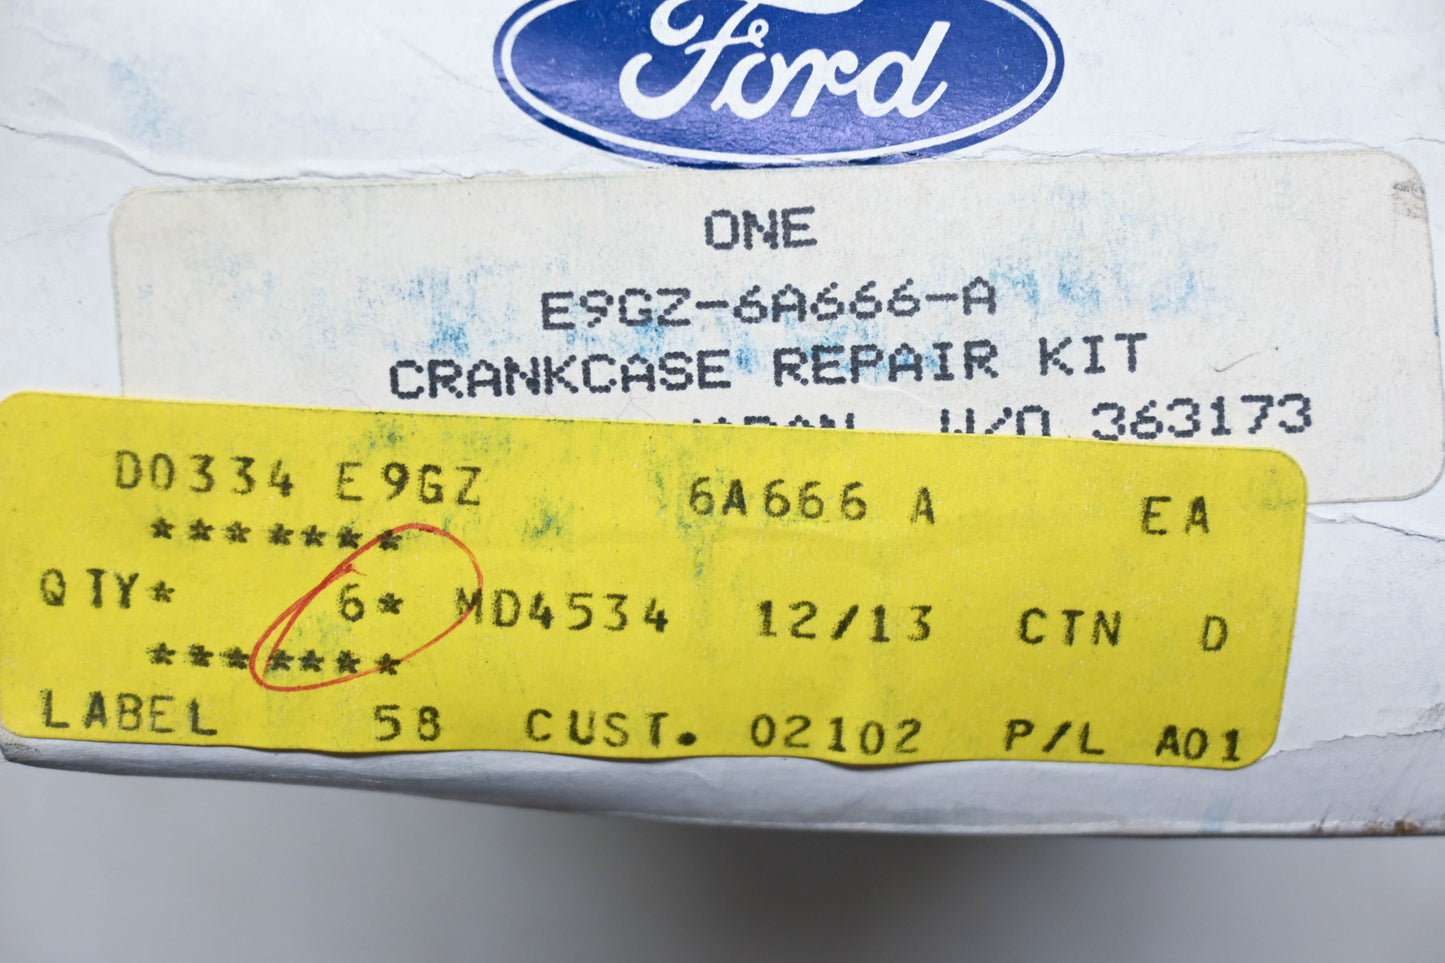 Ford
ONE
E9GZ-6A666-A
CRANKCASE REPAIR KIT
JAPAN W/O 363173
D0334 E9GZ 6A666 A EA
*******
QTY* 6* MD4534 12/13 CTN D
*******
LABEL 58 CUST. 02102 P/L A01